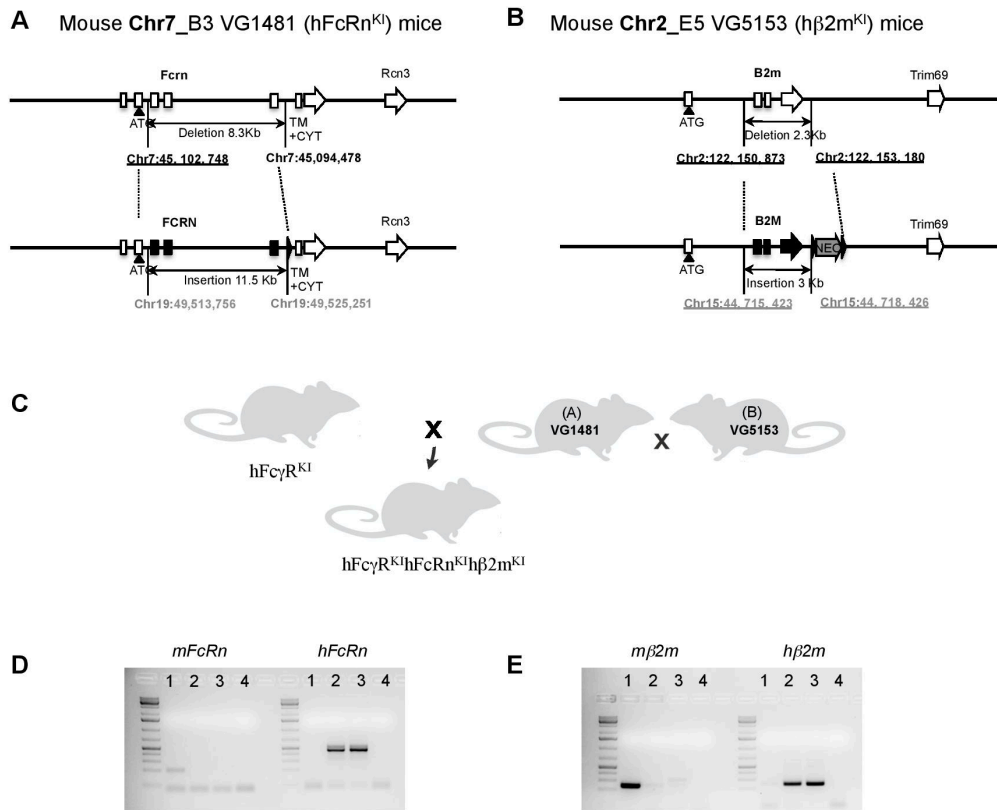 A Mouse Chr7_B3 VG1481 (hFcRnKI) mice
Fcrn
Rcn3
ATG
Deletion 8.3Kb
TM
+CYT
Chr7:45, 102, 748
Chr7:45,094,478
FCRN
Rcn3
ATG
Insertion 11.5 Kb
TM
+CYT
Chr19:49,513,756
Chr19:49,525,251
B Mouse Chr2_E5 VG5153 (hβ2mKI) mice
B2m
Trim69
ATG
Deletion 2.3Kb
Chr2:122, 150, 873
Chr2:122, 153, 180
B2M
Trim69
NEO
ATG
Insertion 3 Kb
Chr15:44, 715, 423
Chr15:44, 718, 426
C
hFcγRKI
X
(A)
VG1481
X
(B)
VG5153
hFcγRKIhFcRnKIhβ2mKI
D
mFcRn
hFcRn
1 2 3 4
1 2 3 4
E
mβ2m
hβ2m
1 2 3 4
1 2 3 4